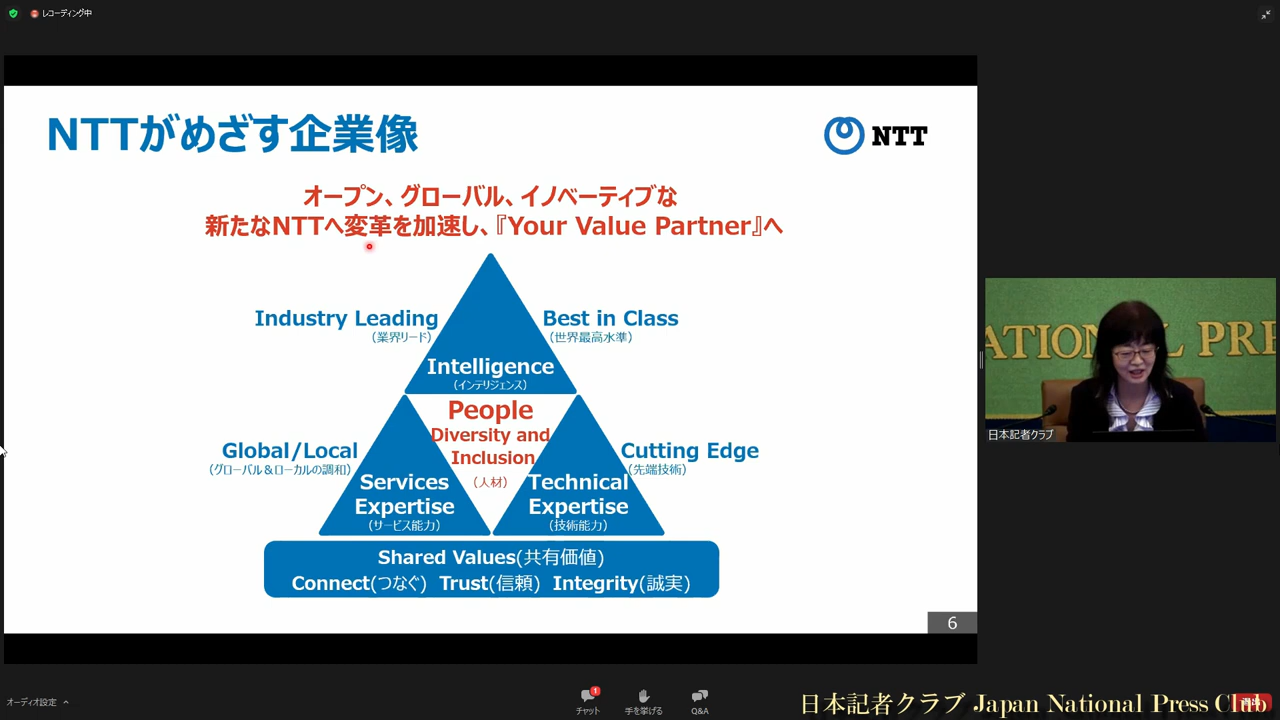 レコーディング中
NTTがめざす企業像
NTT
オープン、グローバル、イノベーティブな
新たなNTTへ変革を加速し、『Your Value Partner』へ
Industry Leading
(業界リード)
Best in Class
(世界最高水準)
Intelligence
(インテリジェンス)
People
Diversity and
Inclusion
(人材)
Global/Local
(グローバル＆ローカルの調和)
Cutting Edge
(先端技術)
Services
Expertise
(サービス能力)
Technical
Expertise
(技術能力)
Shared Values(共有価値)
Connect(つなぐ) Trust(信頼) Integrity(誠実)
6
ATIONAL PRE
日本記者クラブ
オーディオ設定
1
チャット
手を挙げる
Q&A
日本記者クラブ Japan National Press Club